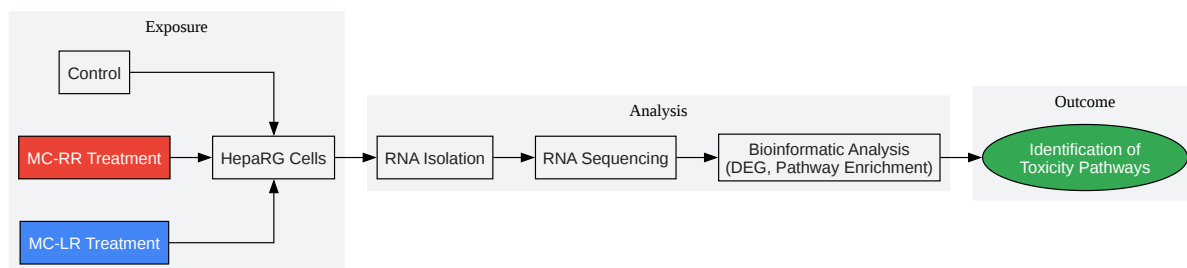 Exposure
Control
MC-RR Treatment
HepaRG Cells
MC-LR Treatment
Analysis
RNA Isolation
RNA Sequencing
Bioinformatic Analysis
(DEG, Pathway Enrichment)
Outcome
Identification of
Toxicity Pathways